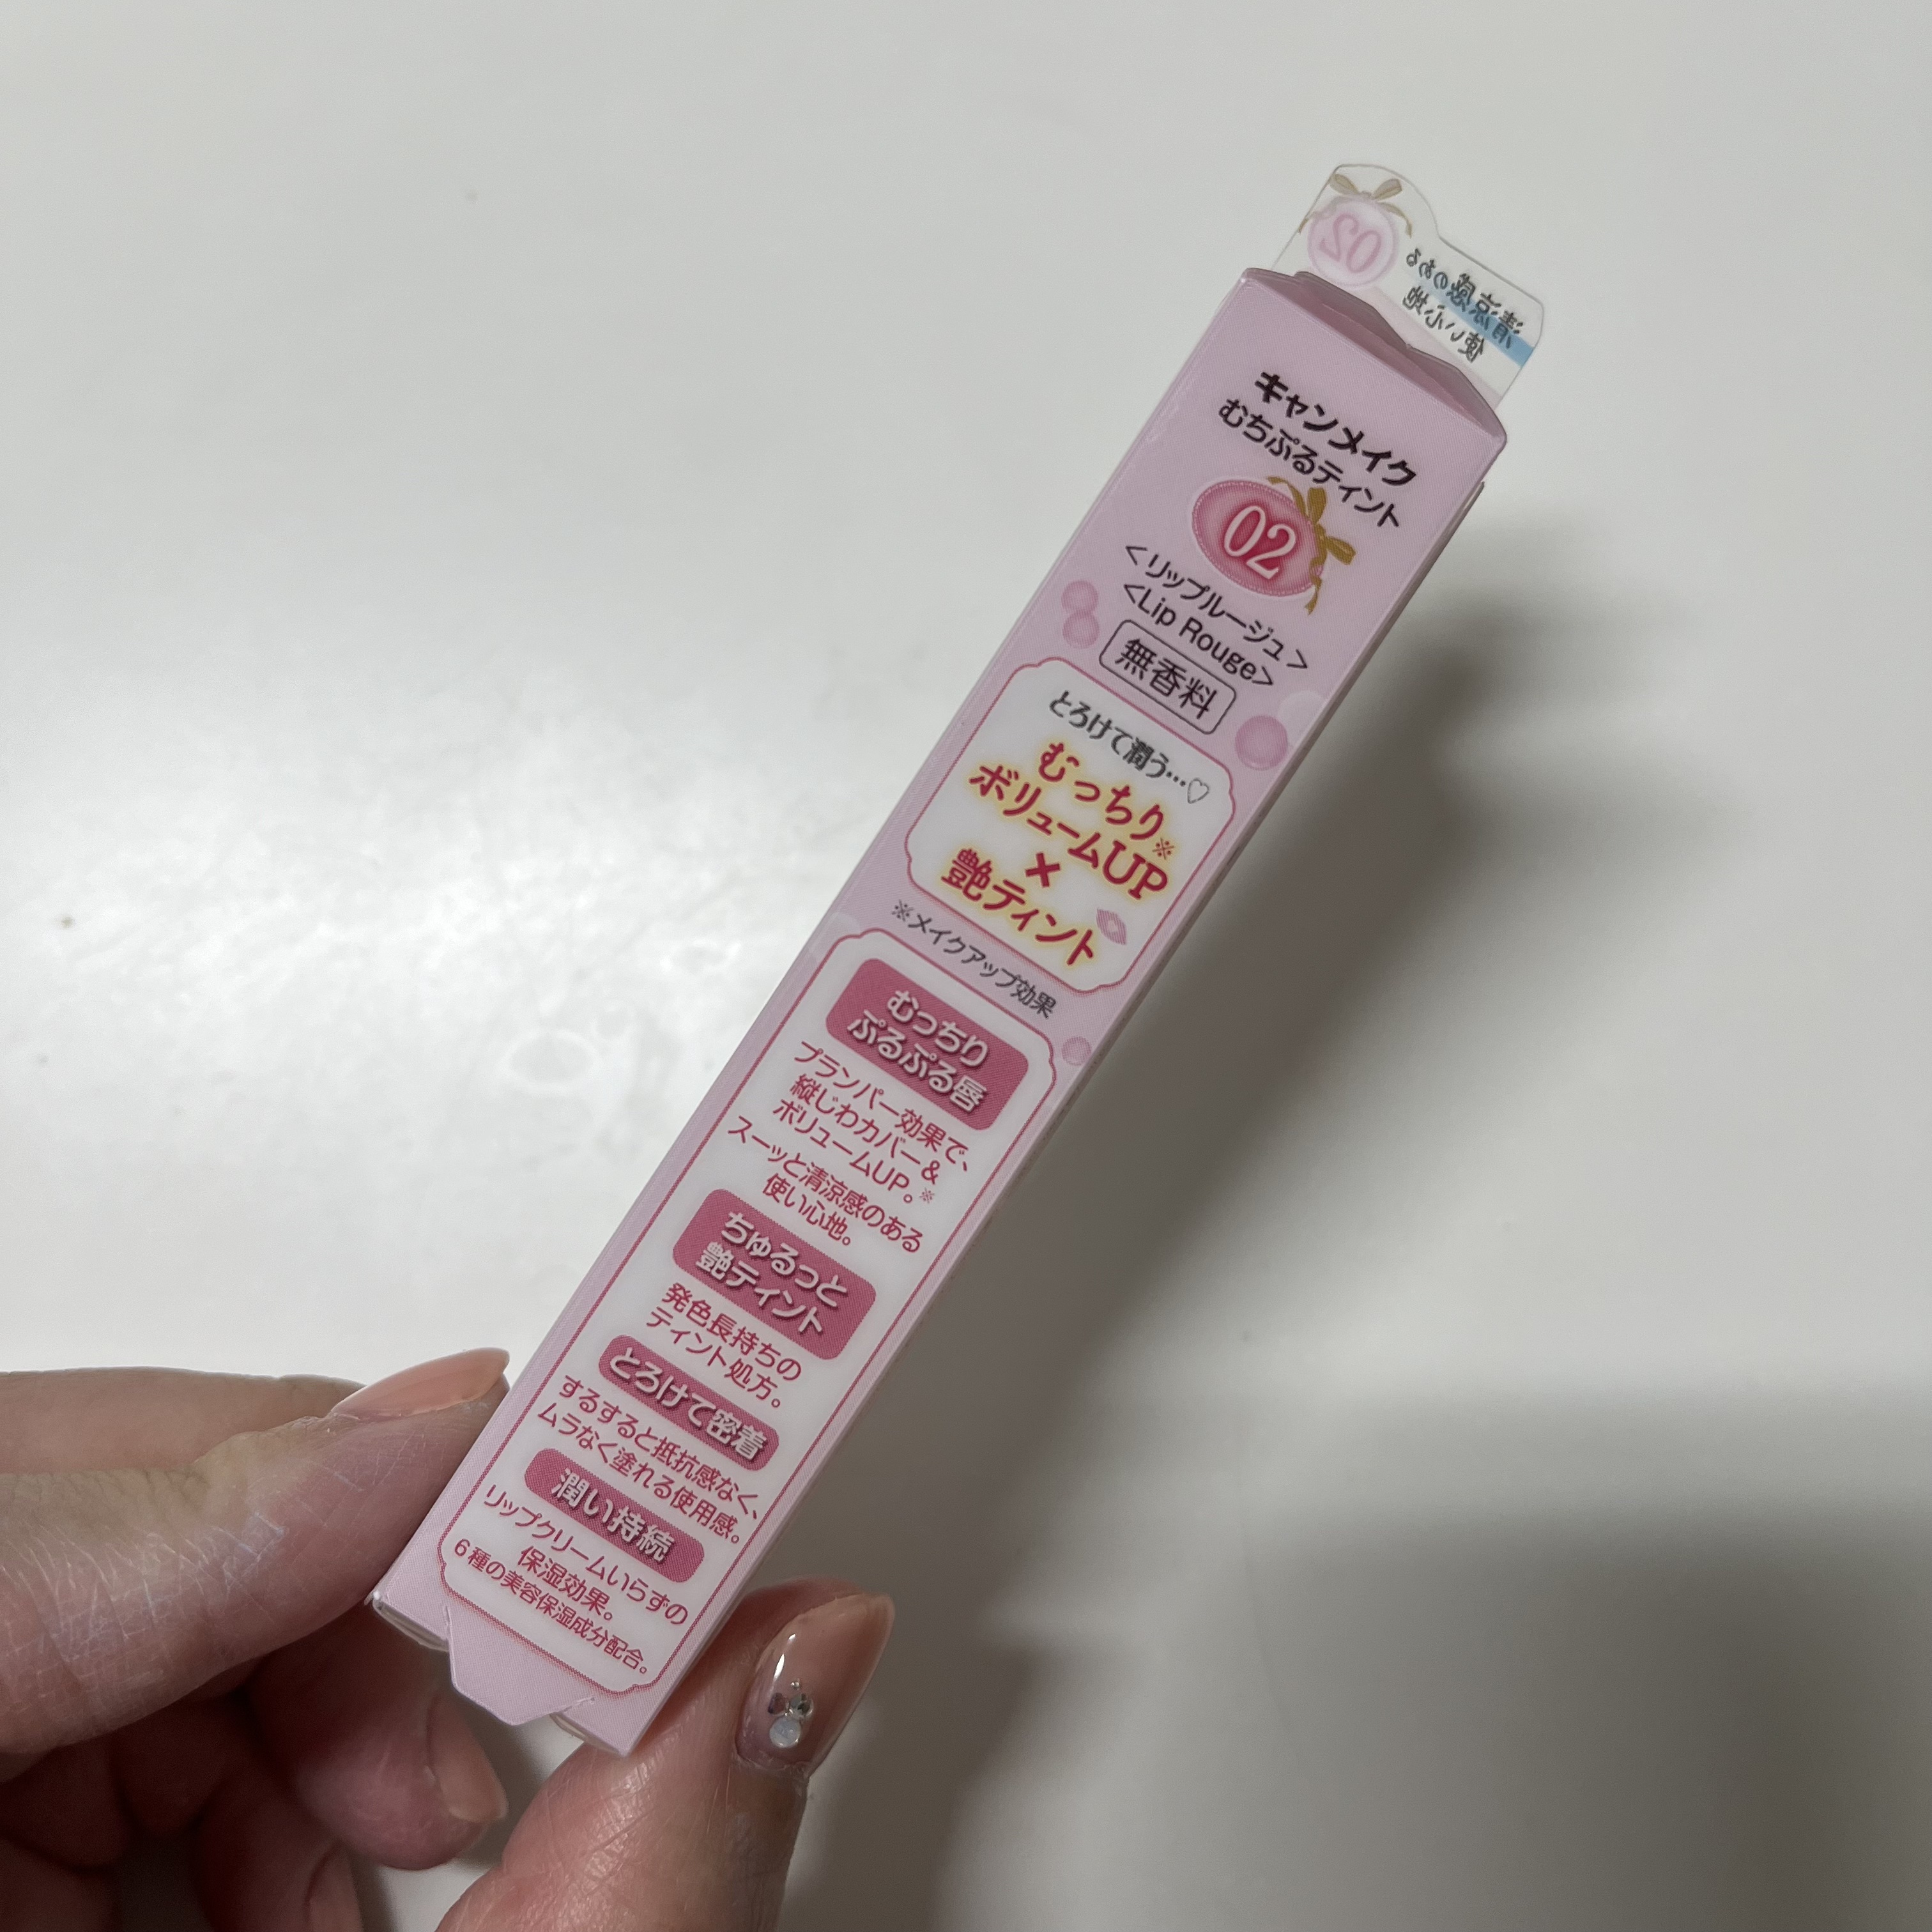 02
清涼感のある
使い心地
キャンメイク
むちぷるティント
02
<リップルージュ>
<Lip Rouge>
無香料
とろけて潤う…♡
むっちり※
ボリュームUP
×
艶ティント
※メイクアップ効果
むっちり
ぷるぷる唇
プランパー効果で、
縦じわカバー&
ボリュームUP。※
スーッと清涼感のある
使い心地。
ちゅるっと
艶ティント
発色長持ちの
ティント処方。
とろけて密着
するすると抵抗感なく、
ムラなく塗れる使用感。
潤い持続
リップクリームいらずの
保湿効果。
6種の美容保湿成分配合。